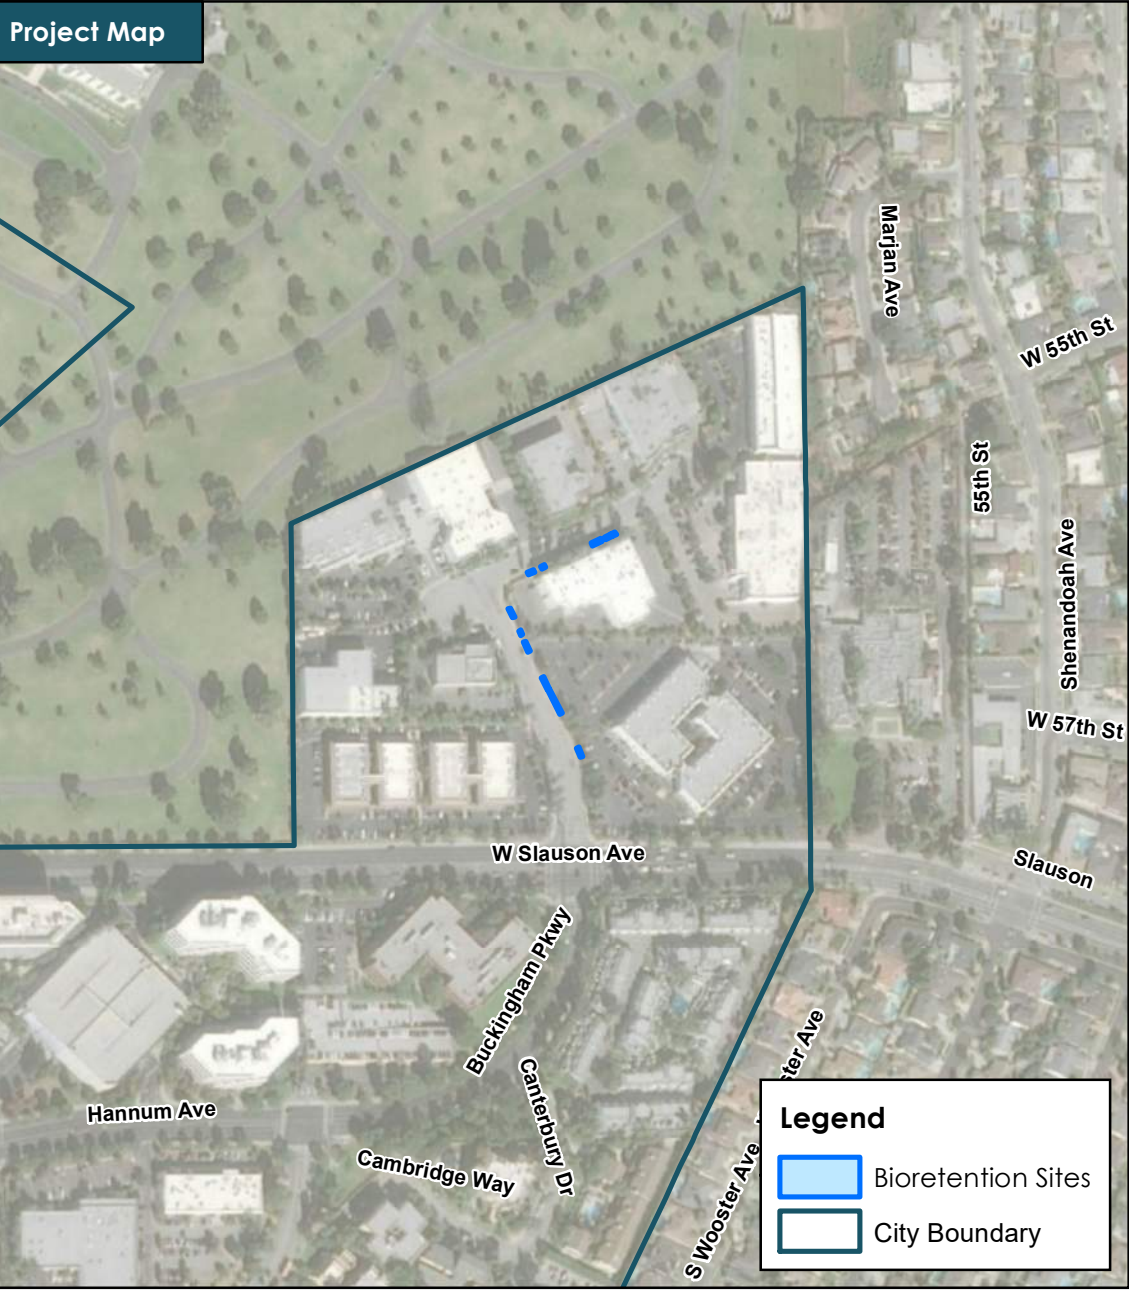 Project Map
Marjan Ave
W 55th St
55th St
Shenandoah Ave
W 57th St
W Slauson Ave
Slauson
Buckingham Pkwy
Canterbury Dr
Hannum Ave
Cambridge Way
S Wooster Ave
Legend
Bioretention Sites
City Boundary